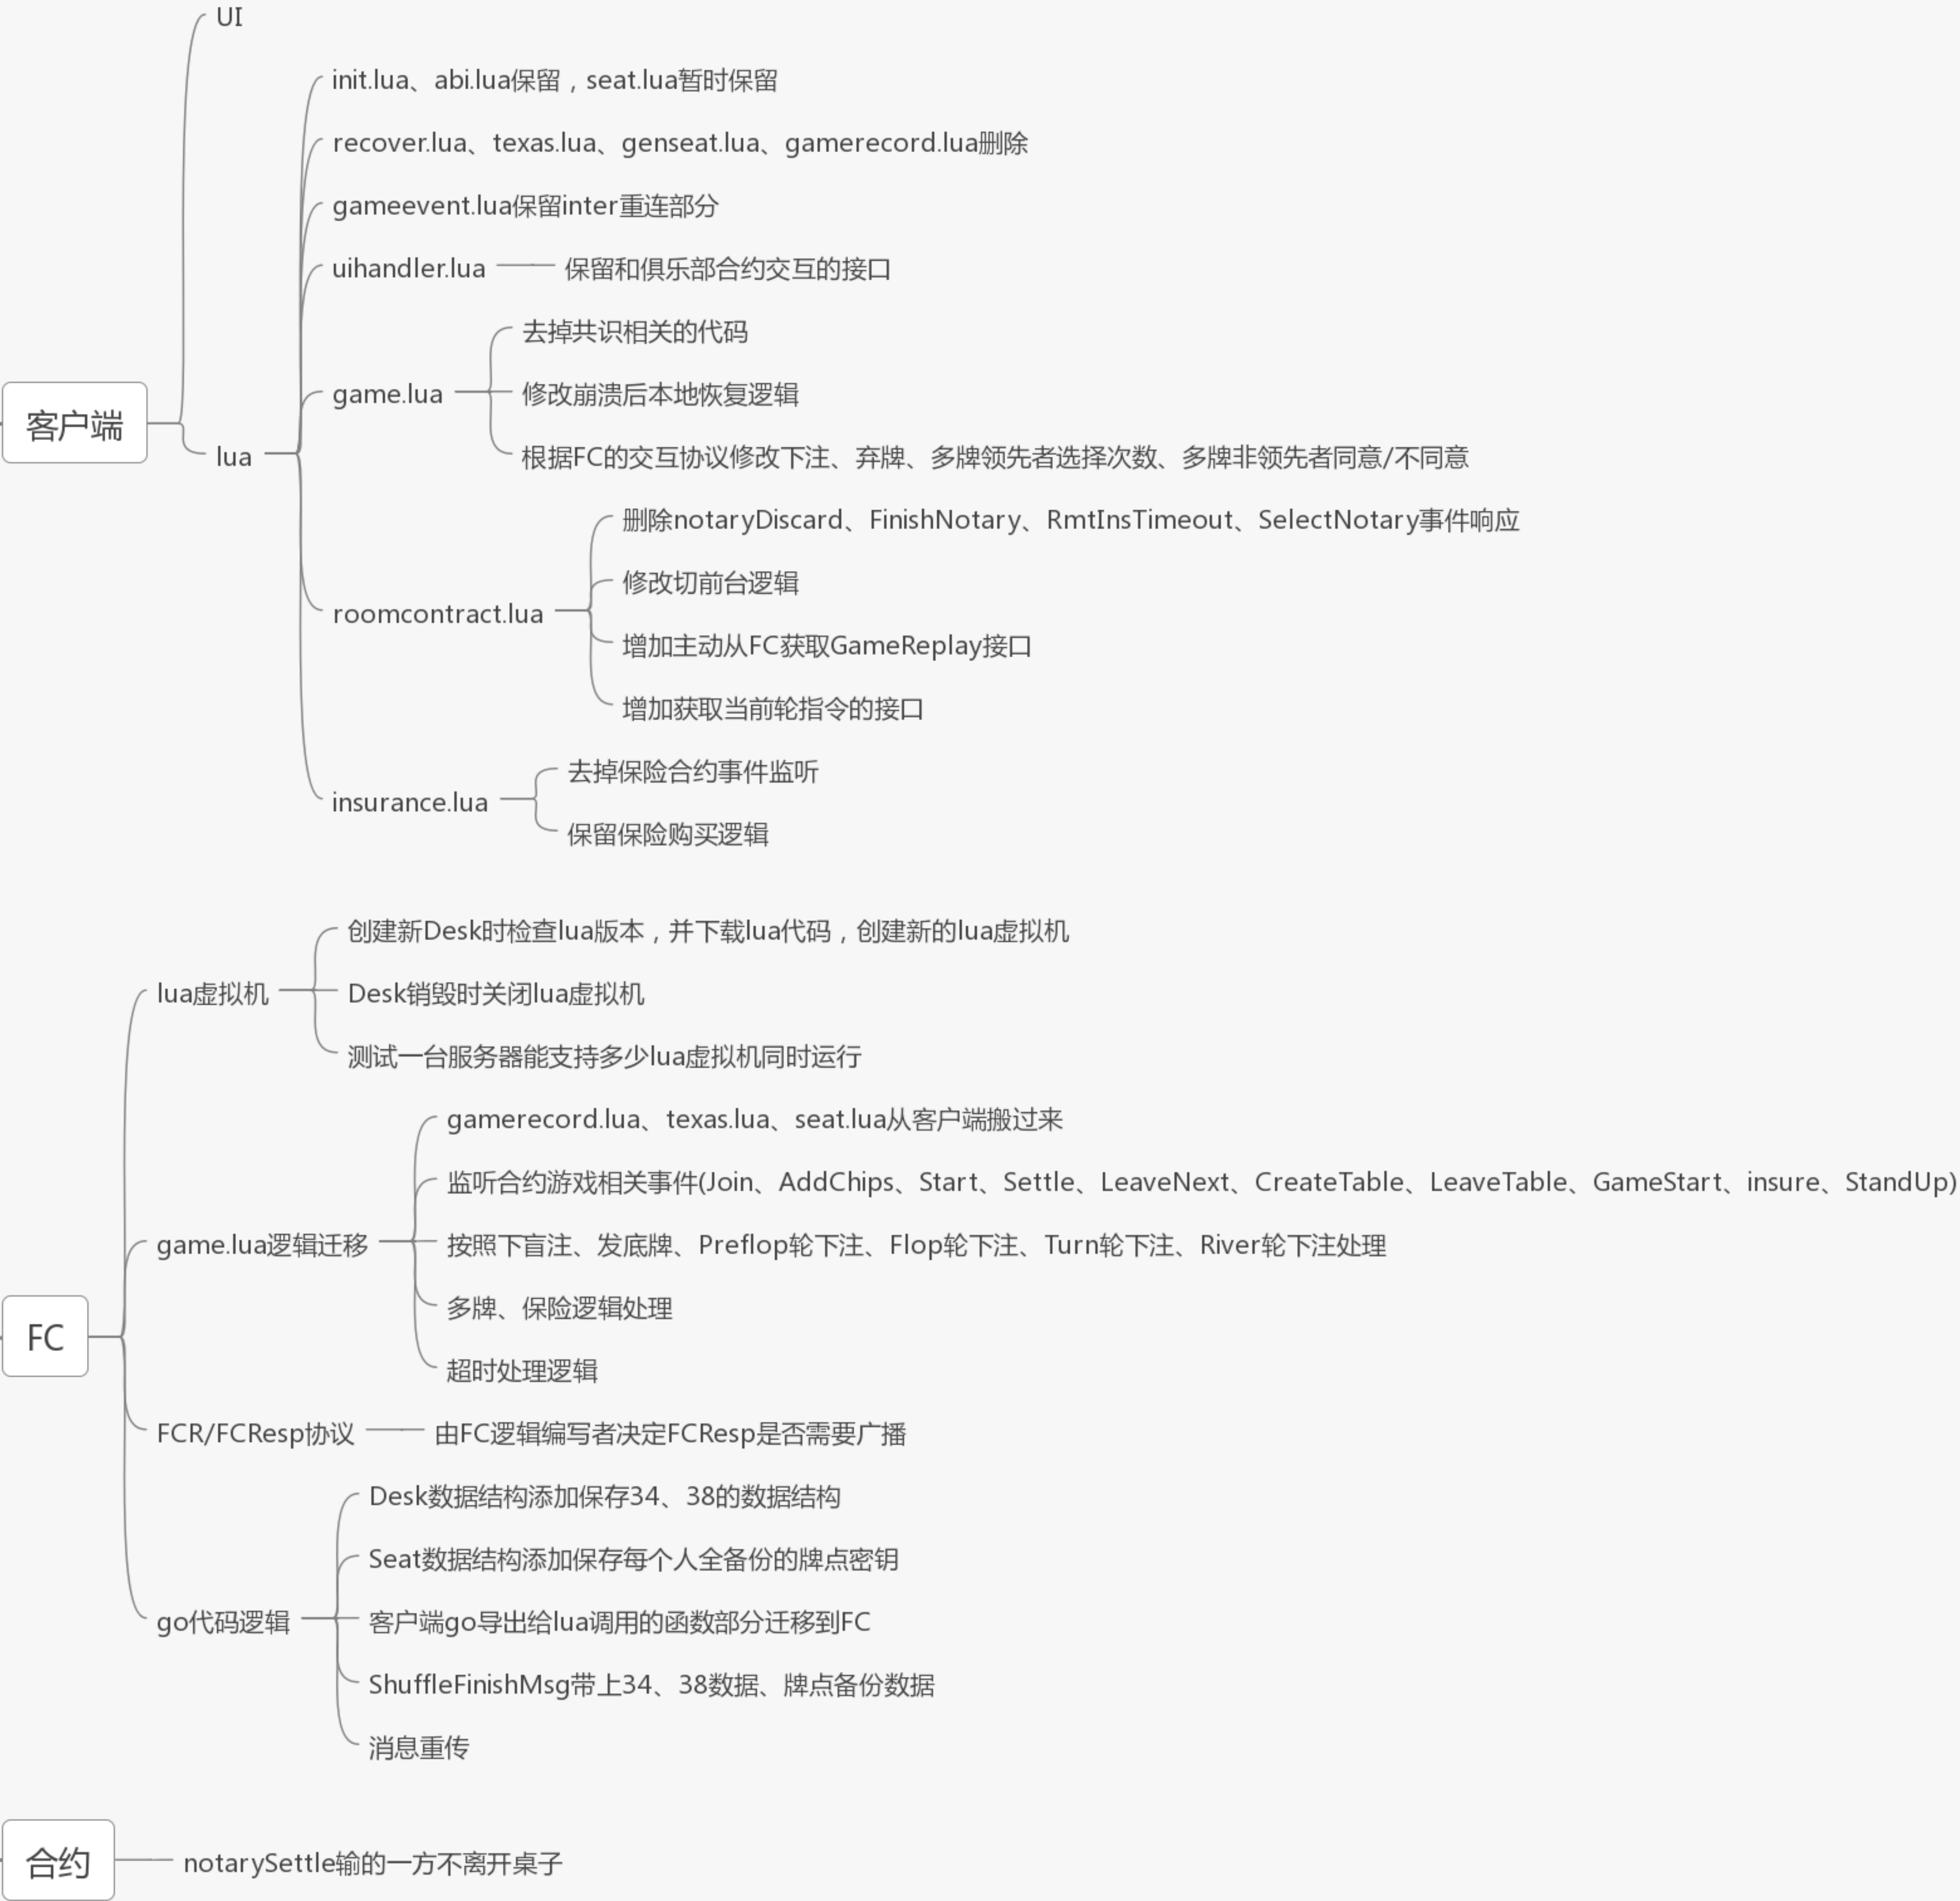 UI
init.lua、abi.lua保留，seat.lua暂时保留
recover.lua、texas.lua、genseat.lua、gamerecord.lua删除
gameevent.lua保留inter重连部分
uihandler.lua
保留和俱乐部合约交互的接口
去掉共识相关的代码
game.lua
修改崩溃后本地恢复逻辑
客户端
lua
根据FC的交互协议修改下注、弃牌、多牌领先者选择次数、多牌非领先者同意/不同意
删除notaryDiscard、FinishNotary、RmtInsTimeout、SelectNotary事件响应
修改切前台逻辑
roomcontract.lua
增加主动从FC获取GameReplay接口
增加获取当前轮指令的接口
去掉保险合约事件监听
insurance.lua
保留保险购买逻辑
创建新Desk时检查lua版本，并下载lua代码，创建新的lua虚拟机
lua虚拟机
Desk销毁时关闭lua虚拟机
测试一台服务器能支持多少lua虚拟机同时运行
gamerecord.lua、texas.lua、seat.lua从客户端搬过来
监听合约游戏相关事件(Join、AddChips、Start、Settle、LeaveNext、CreateTable、LeaveTable、GameStart、insure、StandUp)
game.lua逻辑迁移
按照下盲注、发底牌、Preflop轮下注、Flop轮下注、Turn轮下注、River轮下注处理
多牌、保险逻辑处理
FC
超时处理逻辑
FCR/FCResp协议
由FC逻辑编写者决定FCResp是否需要广播
Desk数据结构添加保存34、38的数据结构
Seat数据结构添加保存每个人全备份的牌点密钥
go代码逻辑
客户端go导出给lua调用的函数部分迁移到FC
ShuffleFinishMsg带上34、38数据、牌点备份数据
消息重传
合约
notarySettle输的一方不离开桌子